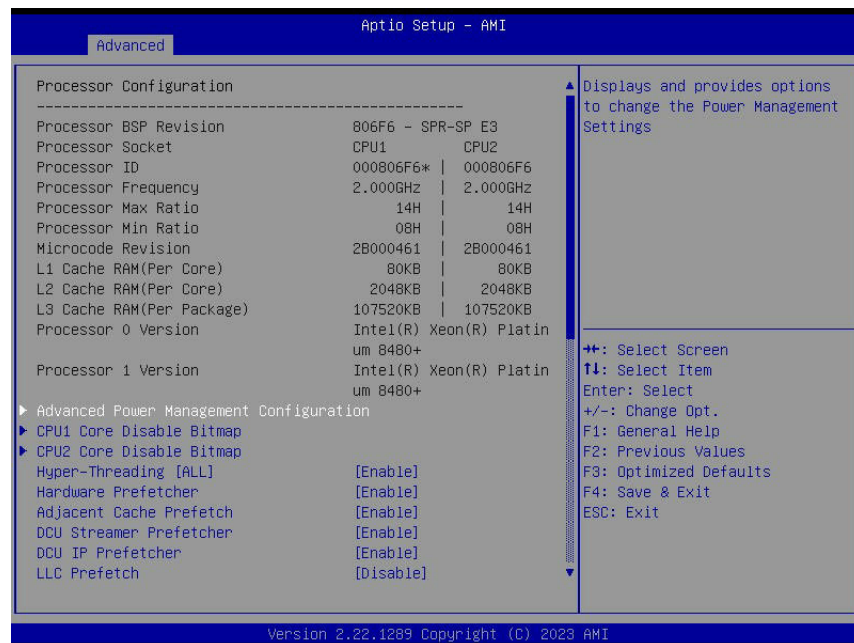 Aptio Setup – AMI
Advanced
Processor Configuration
--------------------------------------------------
Processor BSP Revision 806F6 - SPR-SP E3
Processor Socket CPU1 CPU2
Processor ID 000806F6* | 000806F6
Processor Frequency 2.000GHz | 2.000GHz
Processor Max Ratio 14H | 14H
Processor Min Ratio 08H | 08H
Microcode Revision 2B000461 | 2B000461
L1 Cache RAM(Per Core) 80KB | 80KB
L2 Cache RAM(Per Core) 2048KB | 2048KB
L3 Cache RAM(Per Package) 107520KB | 107520KB
Processor 0 Version Intel(R) Xeon(R) Platin
um 8480+
Processor 1 Version Intel(R) Xeon(R) Platin
um 8480+
Advanced Power Management Configuration
CPU1 Core Disable Bitmap
CPU2 Core Disable Bitmap
Hyper-Threading [ALL] [Enable]
Hardware Prefetcher [Enable]
Adjacent Cache Prefetch [Enable]
DCU Streamer Prefetcher [Enable]
DCU IP Prefetcher [Enable]
LLC Prefetch [Disable]
Displays and provides options
to change the Power Management
Settings
→←: Select Screen
↑↓: Select Item
Enter: Select
+/-: Change Opt.
F1: General Help
F2: Previous Values
F3: Optimized Defaults
F4: Save & Exit
ESC: Exit
Version 2.22.1289 Copyright (C) 2023 AMI